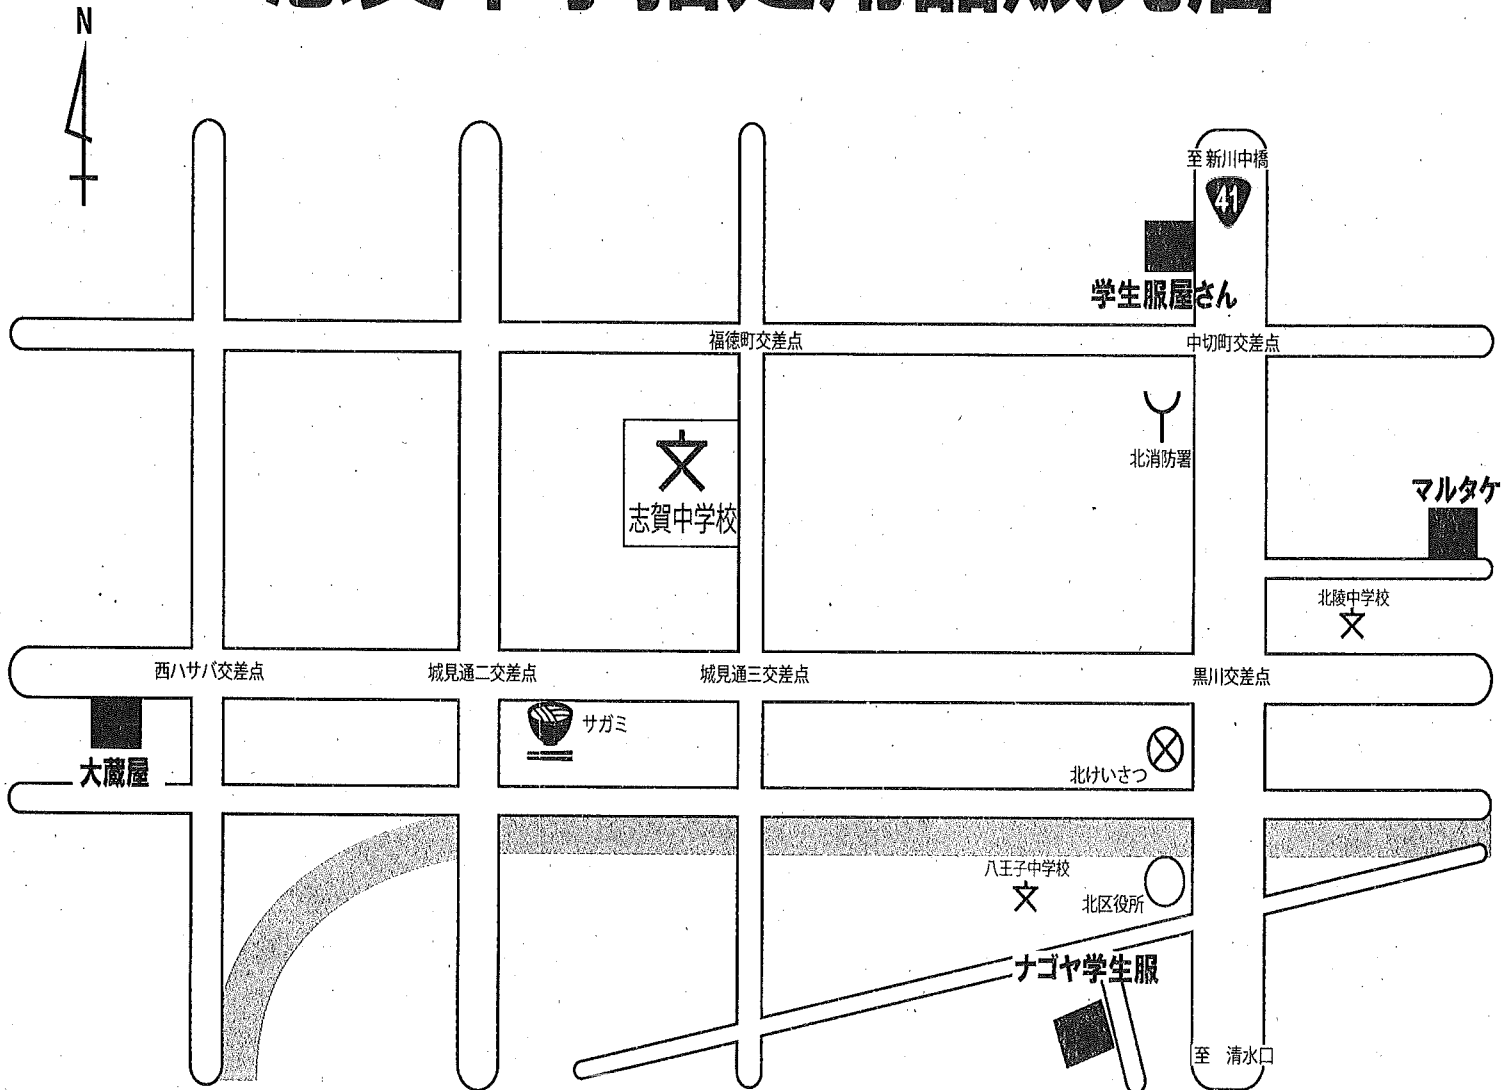 N
至 新川中橋
41
学生服屋さん
福徳町交差点
中切町交差点
北消防署
マルタケ
志賀中学校
北陵中学校
西ハサバ交差点
城見通二交差点
城見通三交差点
黒川交差点
サガミ
大蔵屋
北けいさつ
八王子中学校
北区役所
ナゴヤ学生服
至 清水口